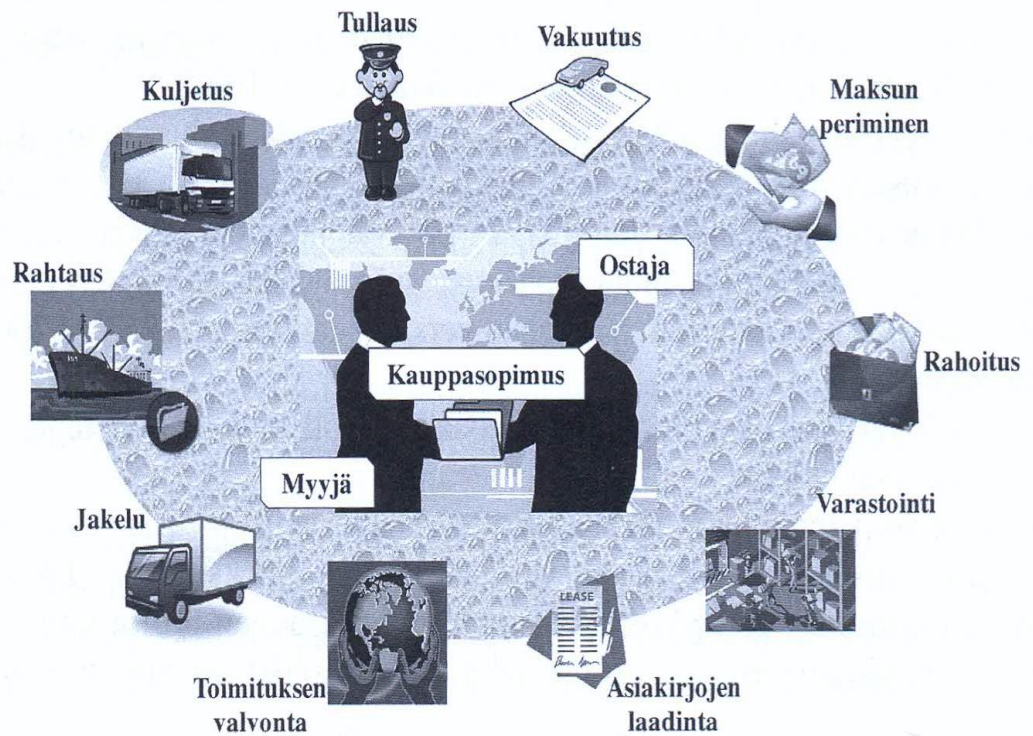 Tullaus
Vakuutus
Kuljetus
Maksun
periminen
Rahtaus
Ostaja
Kauppasopimus
Rahoitus
Myyjä
Jakelu
Varastointi
LEASE
Toimituksen
valvonta
Asiakirjojen
laadinta